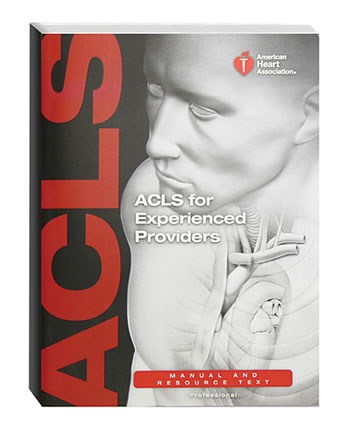 American
Heart
Association®
ACLS
ACLS for
Experienced
Providers
MANUAL AND
RESOURCE TEXT
Professional